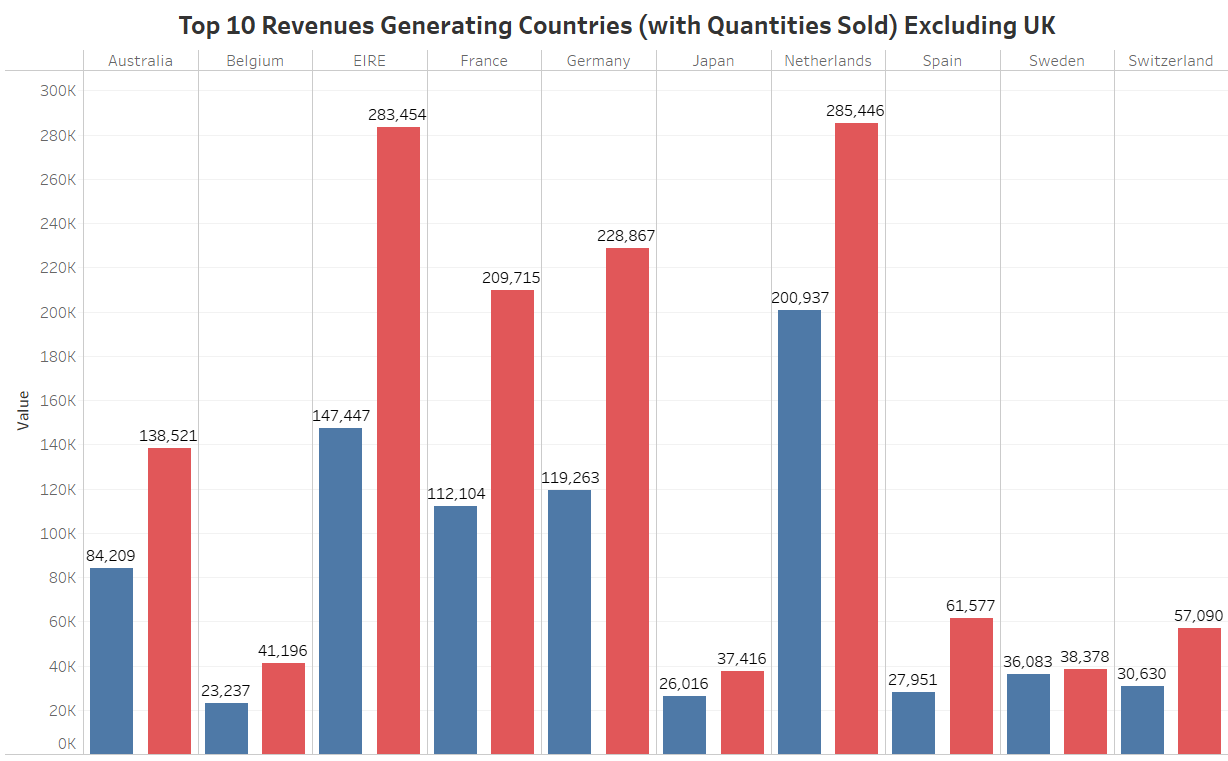 Top 10 Revenues Generating Countries (with Quantities Sold) Excluding UK
Australia Belgium EIRE France Germany Japan Netherlands Spain Sweden Switzerland
Value
300K
280K
260K
240K
220K
200K
180K
160K
140K
120K
100K
80K
60K
40K
20K
0K
84,209 138,521
23,237 41,196
147,447 283,454
112,104 209,715
119,263 228,867
26,016 37,416
200,937 285,446
27,951 61,577
36,083 38,378
30,630 57,090